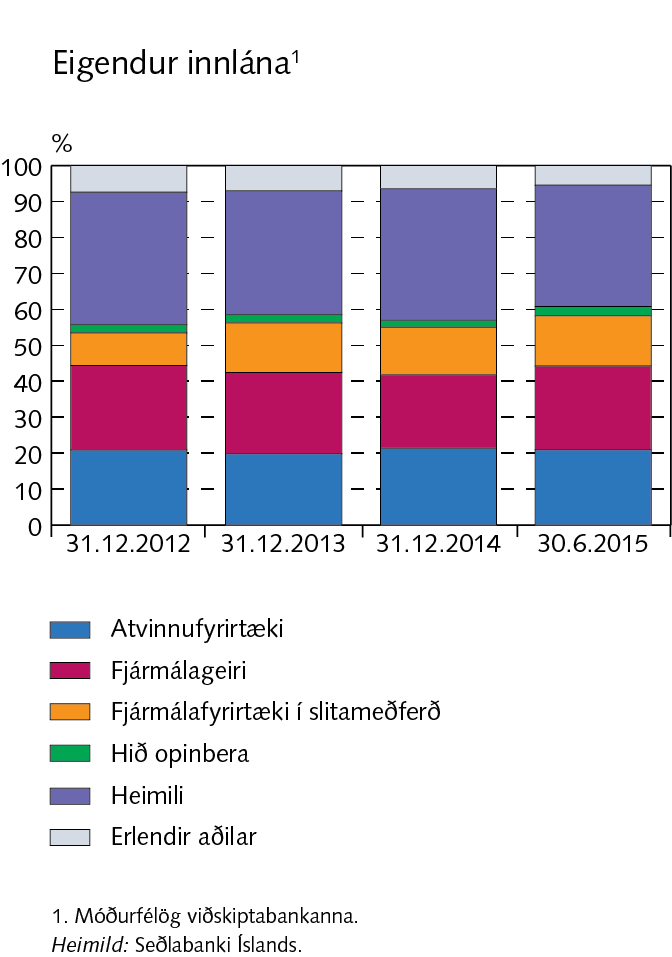 Eigendur innlána¹
%
100
90
80
70
60
50
40
30
20
10
0
31.12.2012 31.12.2013 31.12.2014 30.6.2015
Atvinnufyrirtæki
Fjármálageiri
Fjármálafyrirtæki í slitameðferð
Hið opinbera
Heimili
Erlendir aðilar
1. Móðurfélög viðskiptabankanna.
Heimild: Seðlabanki Íslands.